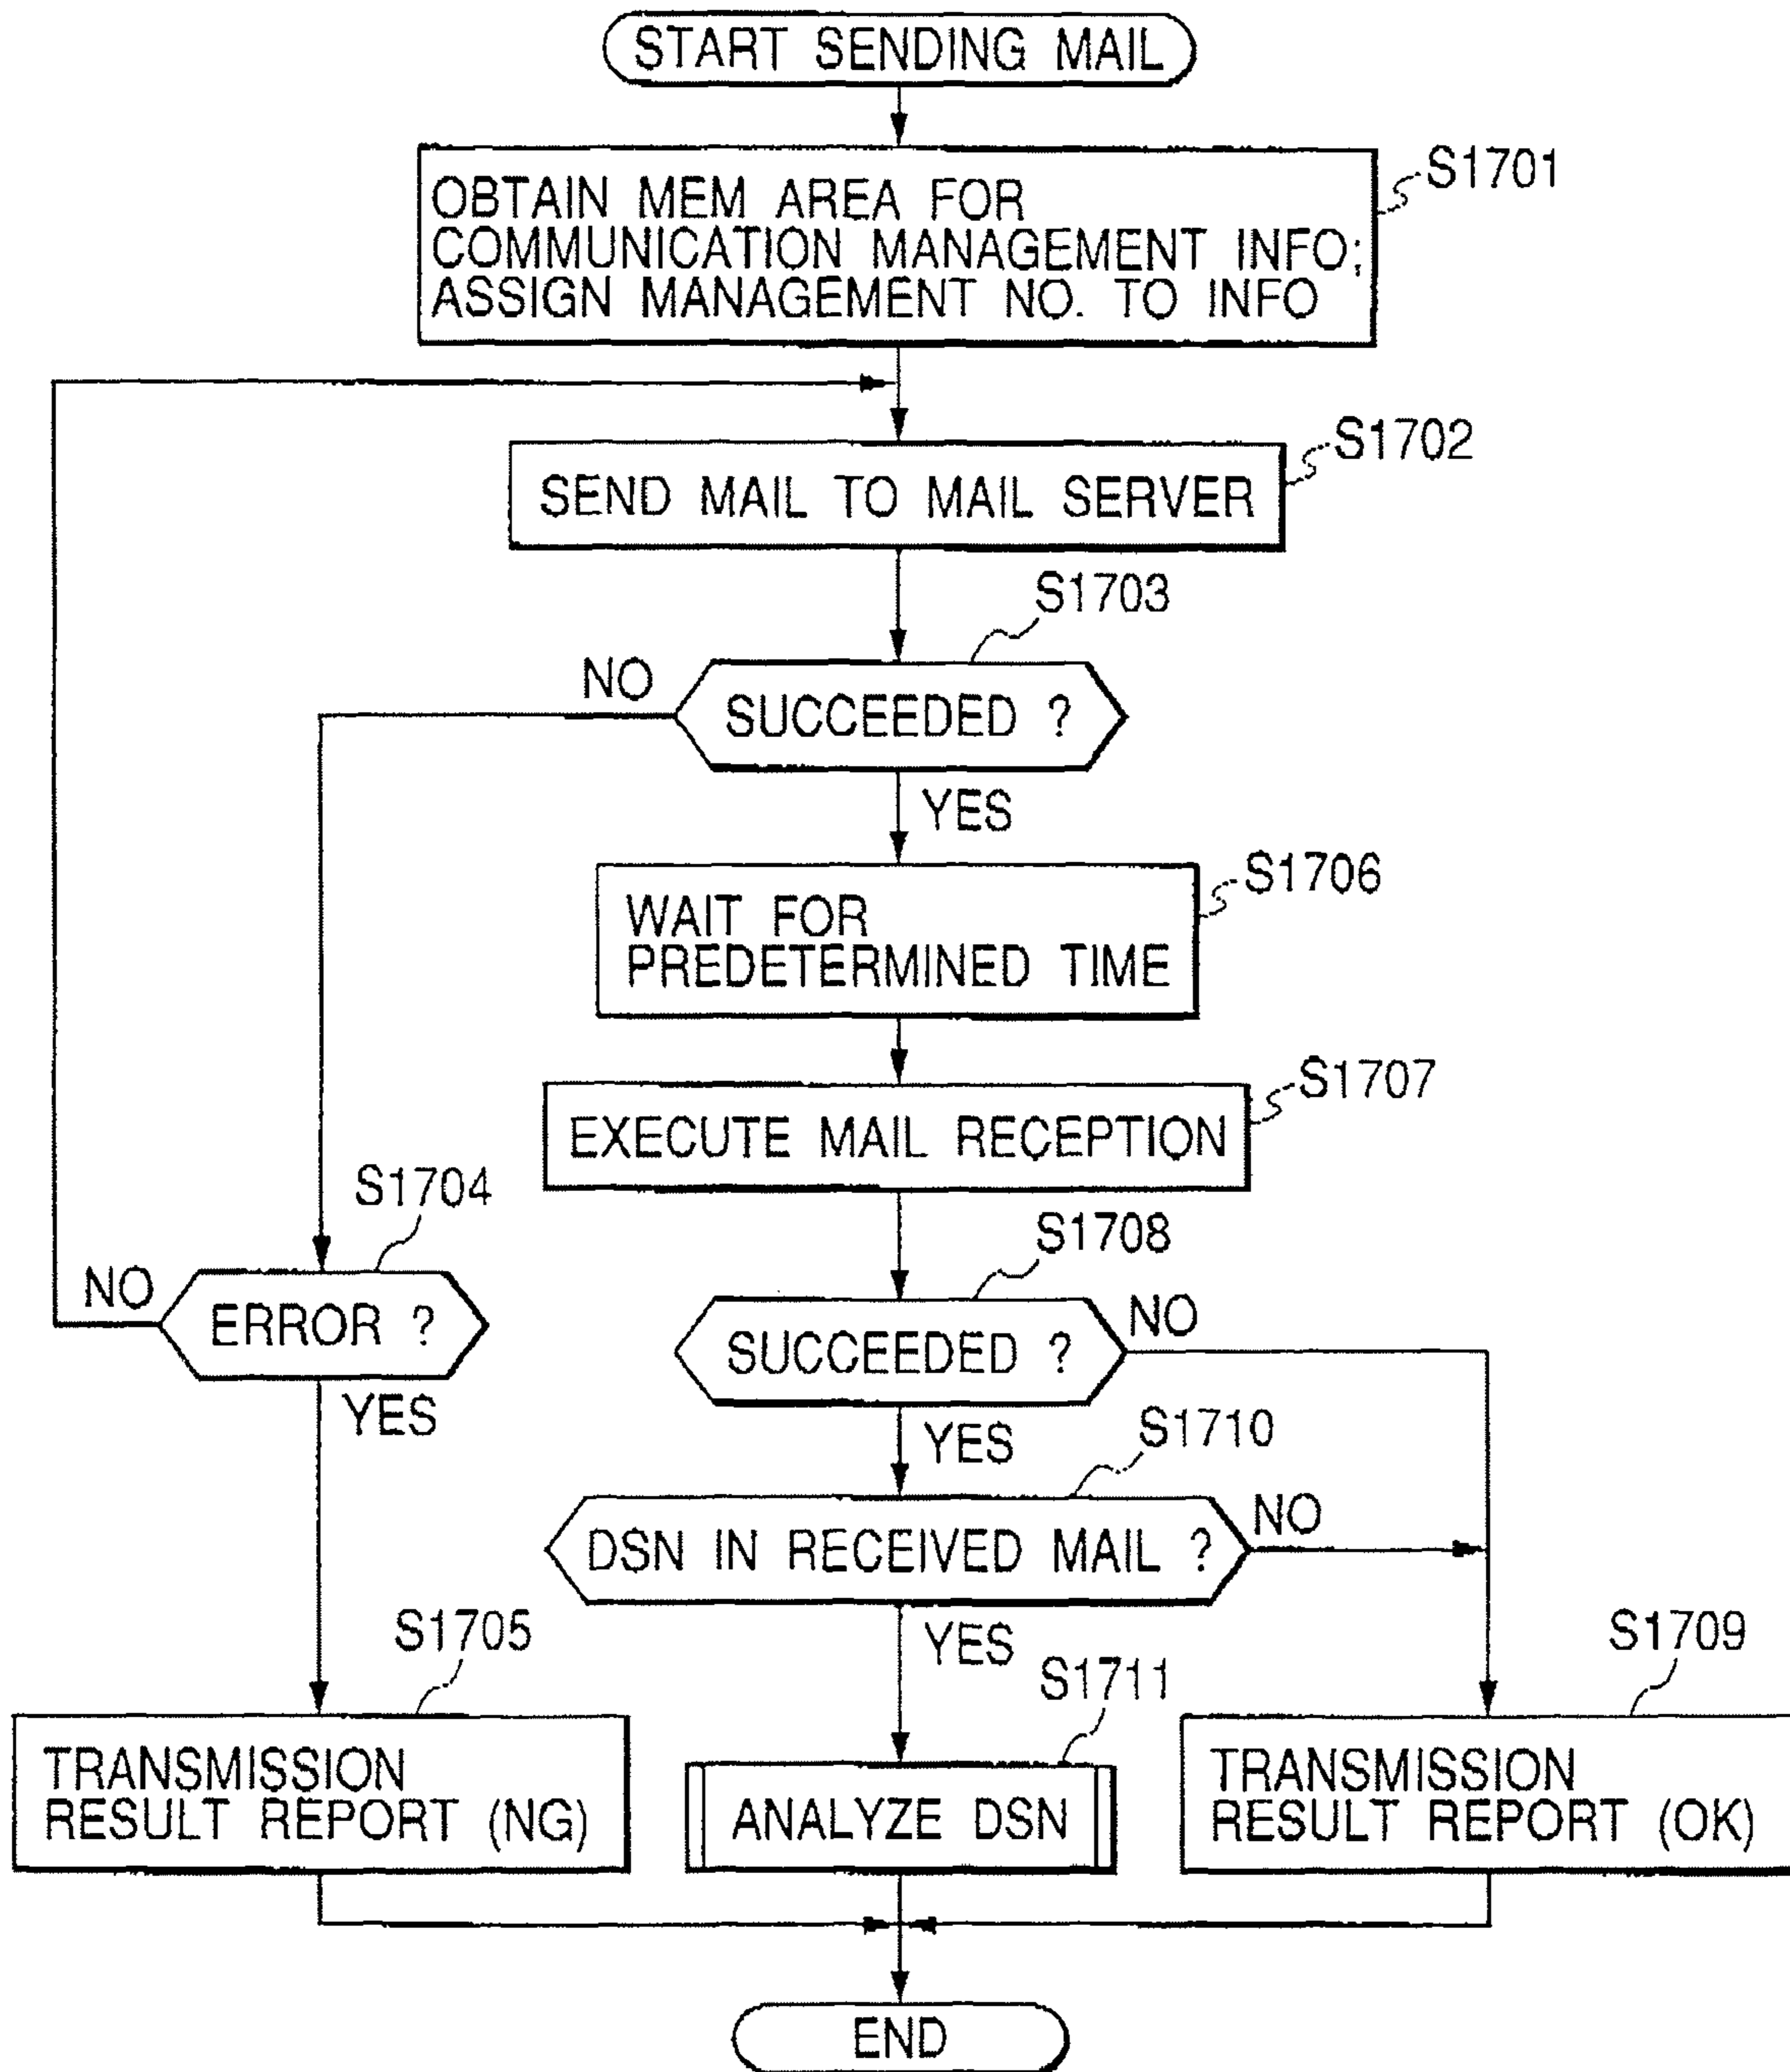 START SENDING MAIL
S1701
OBTAIN MEM AREA FOR
COMMUNICATION MANAGEMENT INFO;
ASSIGN MANAGEMENT NO. TO INFO
S1702
SEND MAIL TO MAIL SERVER
S1703
NO
SUCCEEDED ?
YES
S1706
WAIT FOR
PREDETERMINED TIME
S1707
EXECUTE MAIL RECEPTION
S1704
S1708
NO
ERROR ?
NO
SUCCEEDED ?
YES
YES
S1710
NO
DSN IN RECEIVED MAIL ?
S1705
YES
S1709
S1711
TRANSMISSION
RESULT REPORT (NG)
ANALYZE DSN
TRANSMISSION
RESULT REPORT (OK)
END